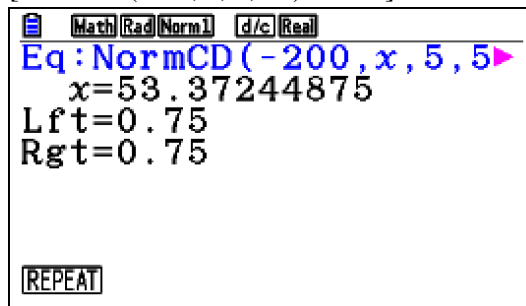 Math Rad Norm1 d/c Real
Eq:NormCD(-200,x,5,5▶
x=53.37244875
Lft=0.75
Rgt=0.75
REPEAT